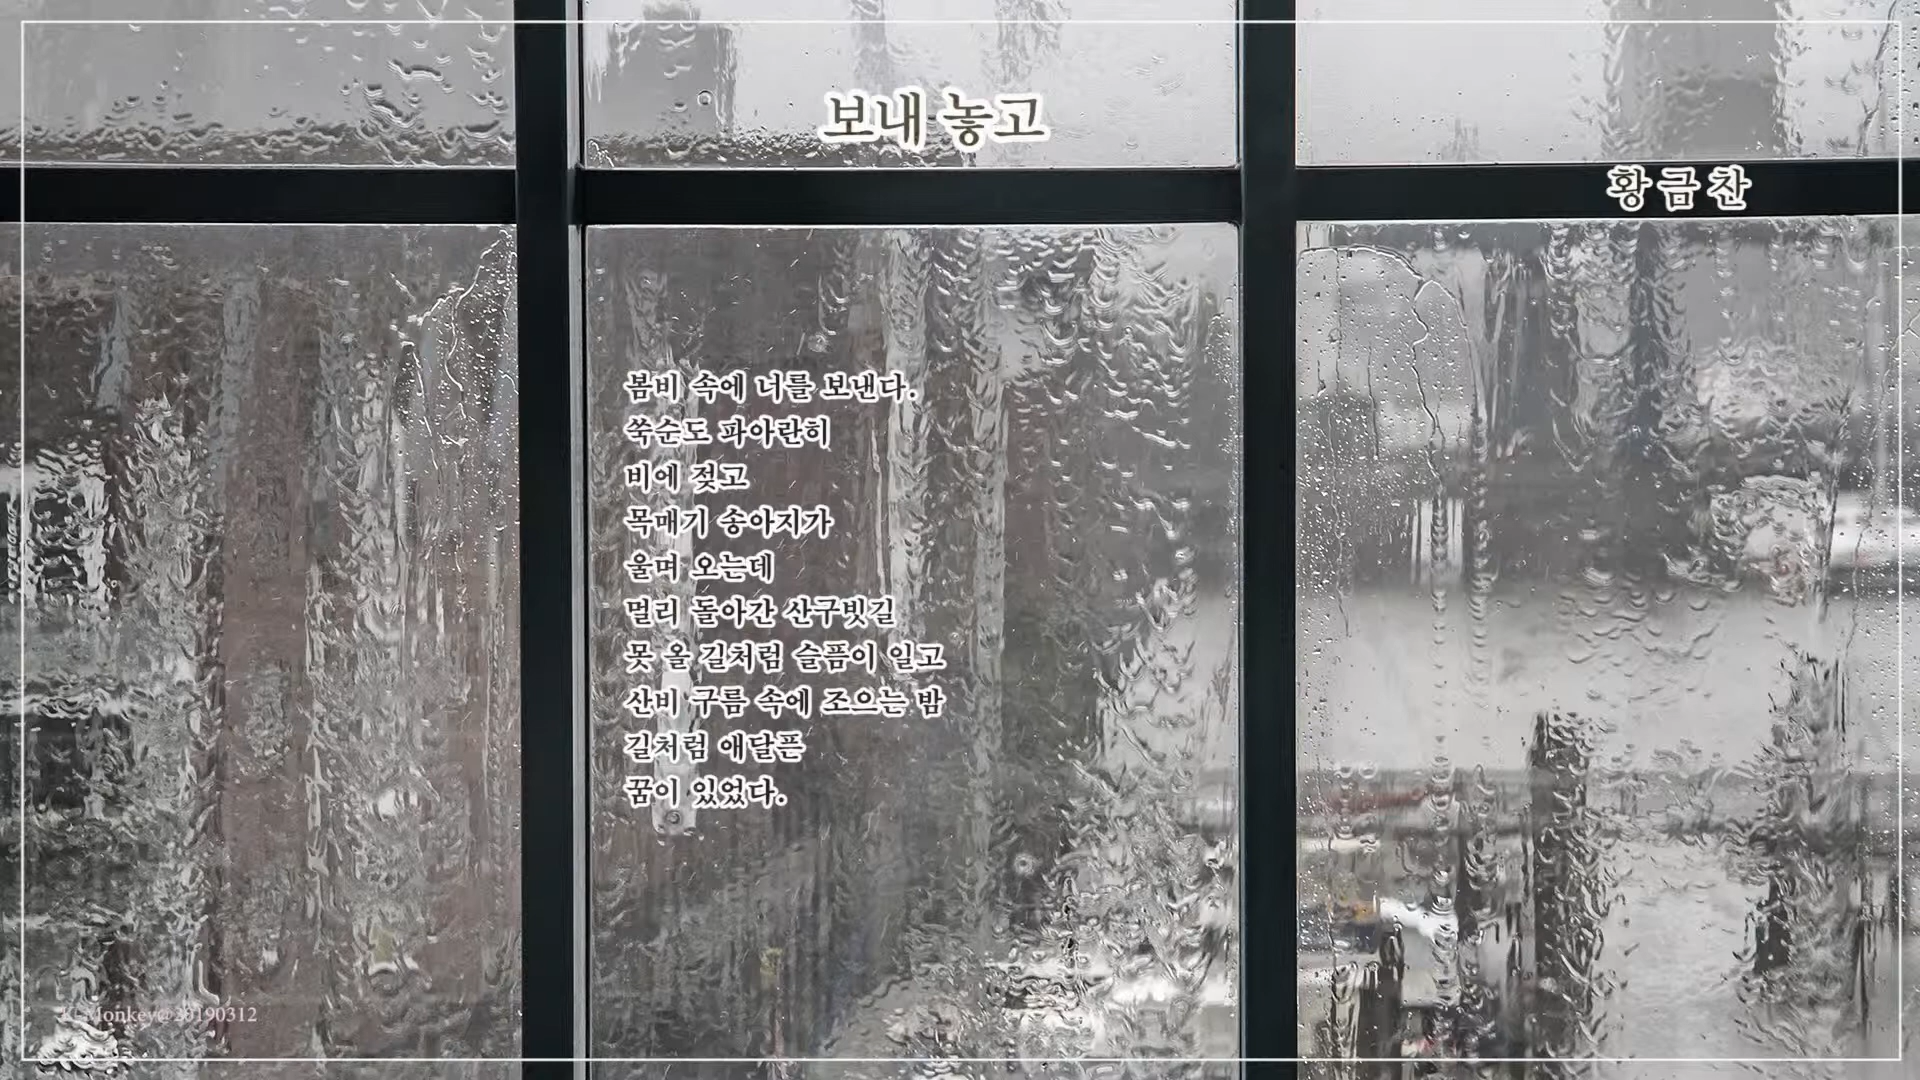 보내 놓고
황금찬
봄비 속에 너를 보낸다.
쑥순도 파아란히
비에 젖고
목매기 송아지가
울며 오는데
멀리 돌아간 산구빗길
못 올 길처럼 슬픔이 일고
산비 구름 속에 조으는 밤
길처럼 애달픈
꿈이 있었다.
K-Monkey@20190312